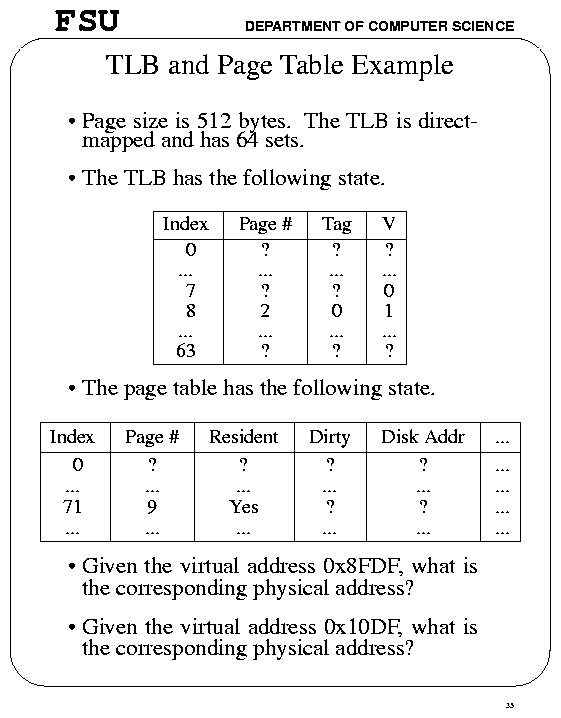 FSU DEPARTMENT OF COMPUTER SCIENCE
TLB and Page Table Example
• Page size is 512 bytes. The TLB is direct-
mapped and has 64 sets.
• The TLB has the following state.
Index Page # Tag V
0 ? ? ?
... ... ... ...
7 ? ? 0
8 2 0 1
... ... ... ...
63 ? ? ?
• The page table has the following state.
Index Page # Resident Dirty Disk Addr ...
0 ? ? ? ? ...
... ... ... ... ... ...
71 9 Yes ? ? ...
... ... ... ... ... ...
• Given the virtual address 0x8FDF, what is
the corresponding physical address?
• Given the virtual address 0x10DF, what is
the corresponding physical address?